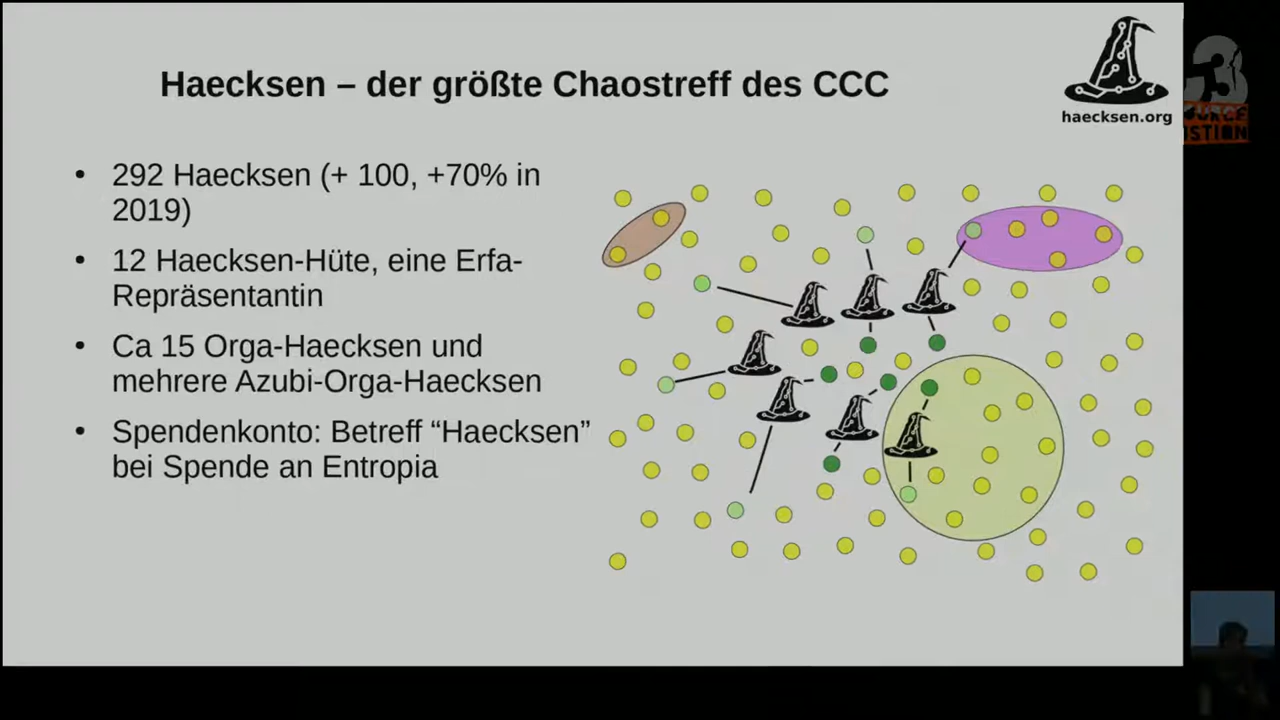 Haecksen – der größte Chaostreff des CCC
haecksen.org
• 292 Haecksen (+ 100, +70% in
2019)
• 12 Haecksen-Hüte, eine Erfa-
Repräsentantin
• Ca 15 Orga-Haecksen und
mehrere Azubi-Orga-Haecksen
• Spendenkonto: Betreff “Haecksen”
bei Spende an Entropia